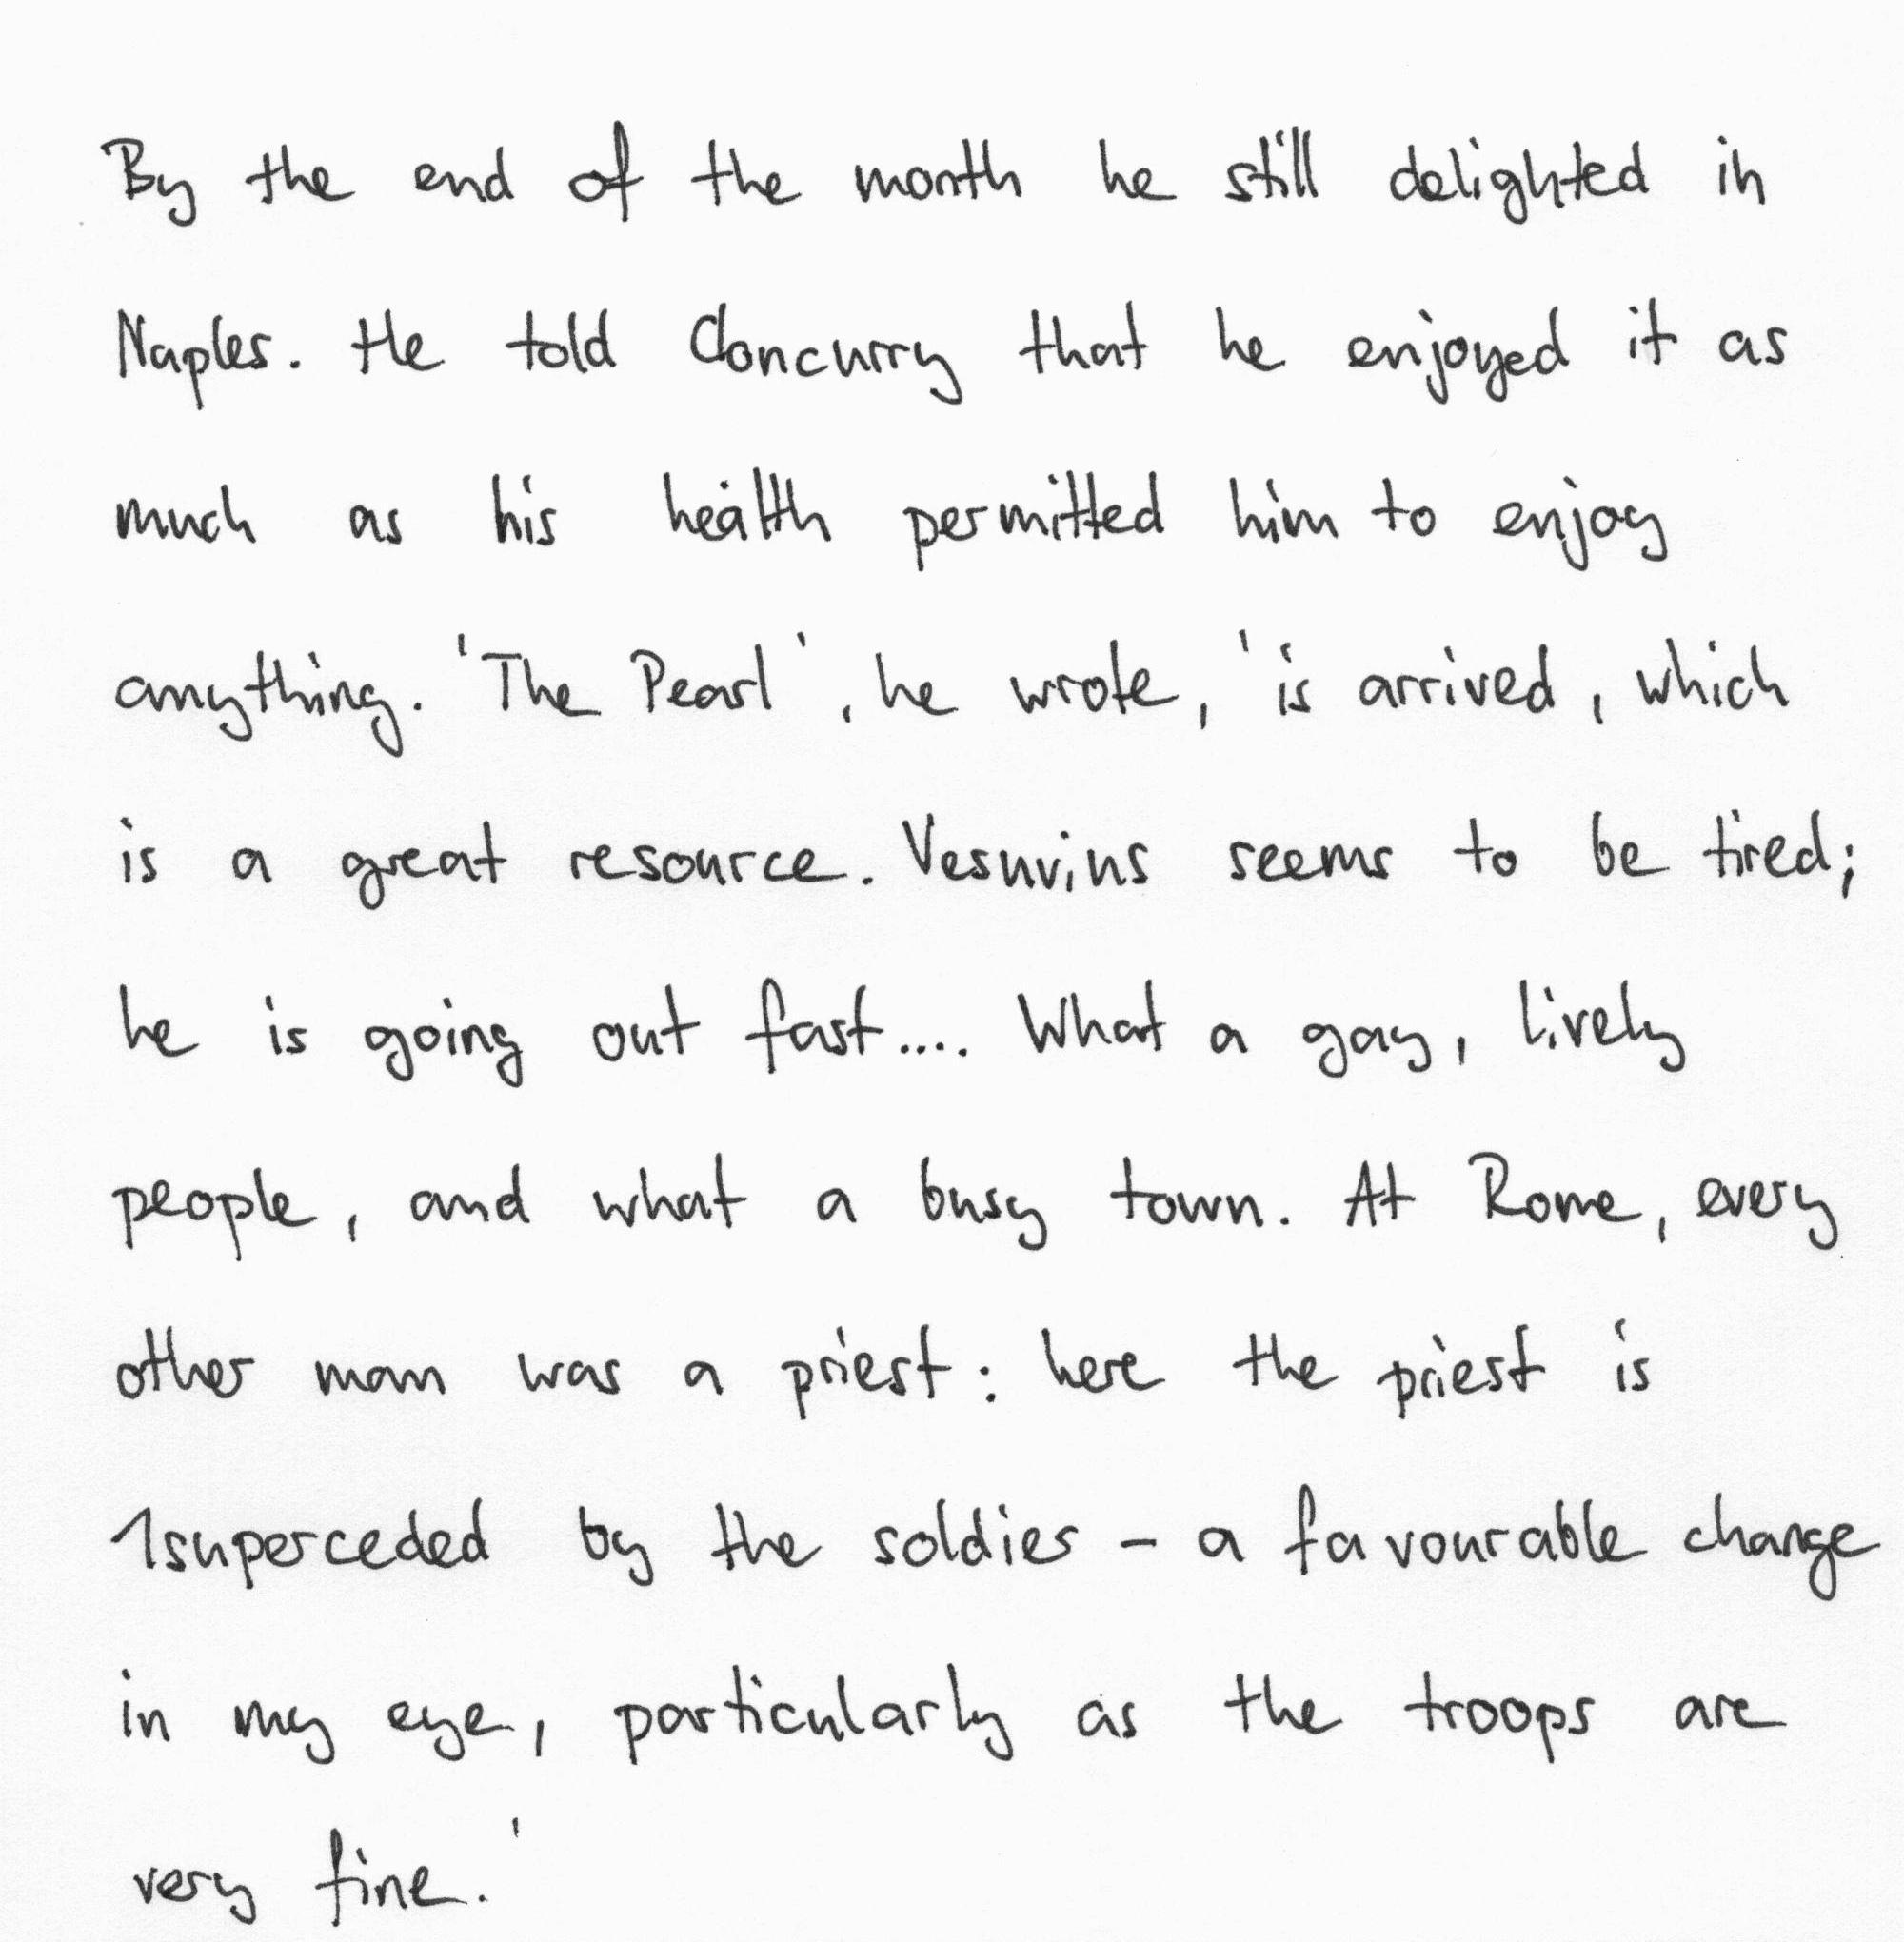 By the end of the month he still delighted in
Naples. He told Cloncurry that he enjoyed it as
much as his health permitted him to enjoy
anything. 'The Pearl', he wrote, 'is arrived, which
is a great resource. Vesuvius seems to be tired;
he is going out fast.... What a gay, lively
people, and what a busy town. At Rome, every
other man was a priest: here the priest is
1superceded by the soldier - a favourable change
in my eye, particularly as the troops are
very fine.'